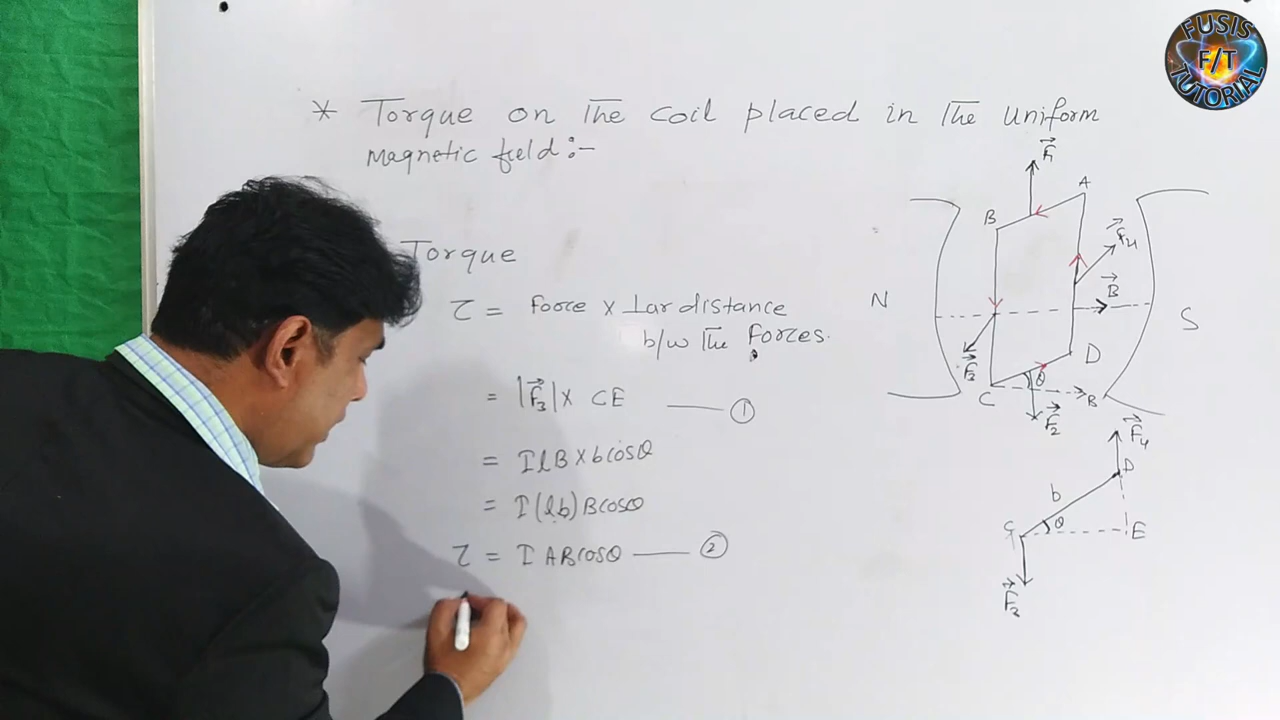 FUSIS
F/T
TUTORIAL
* Torque on The coil placed in The uniform
Magnetic field :-
Torque
τ = Force x ⊥ar distance
b/w The Forces.
= |F⃗₃| x CE —— ①
= IlB x bcosθ
= I(lb)Bcosθ
τ = IABcosθ —— ②
F⃗₁
A
B
F⃗₄
B⃗
N
S
F⃗₃
D
θ
C
B
F⃗₂
F⃗₄
D
b
C
θ
E
F⃗₃